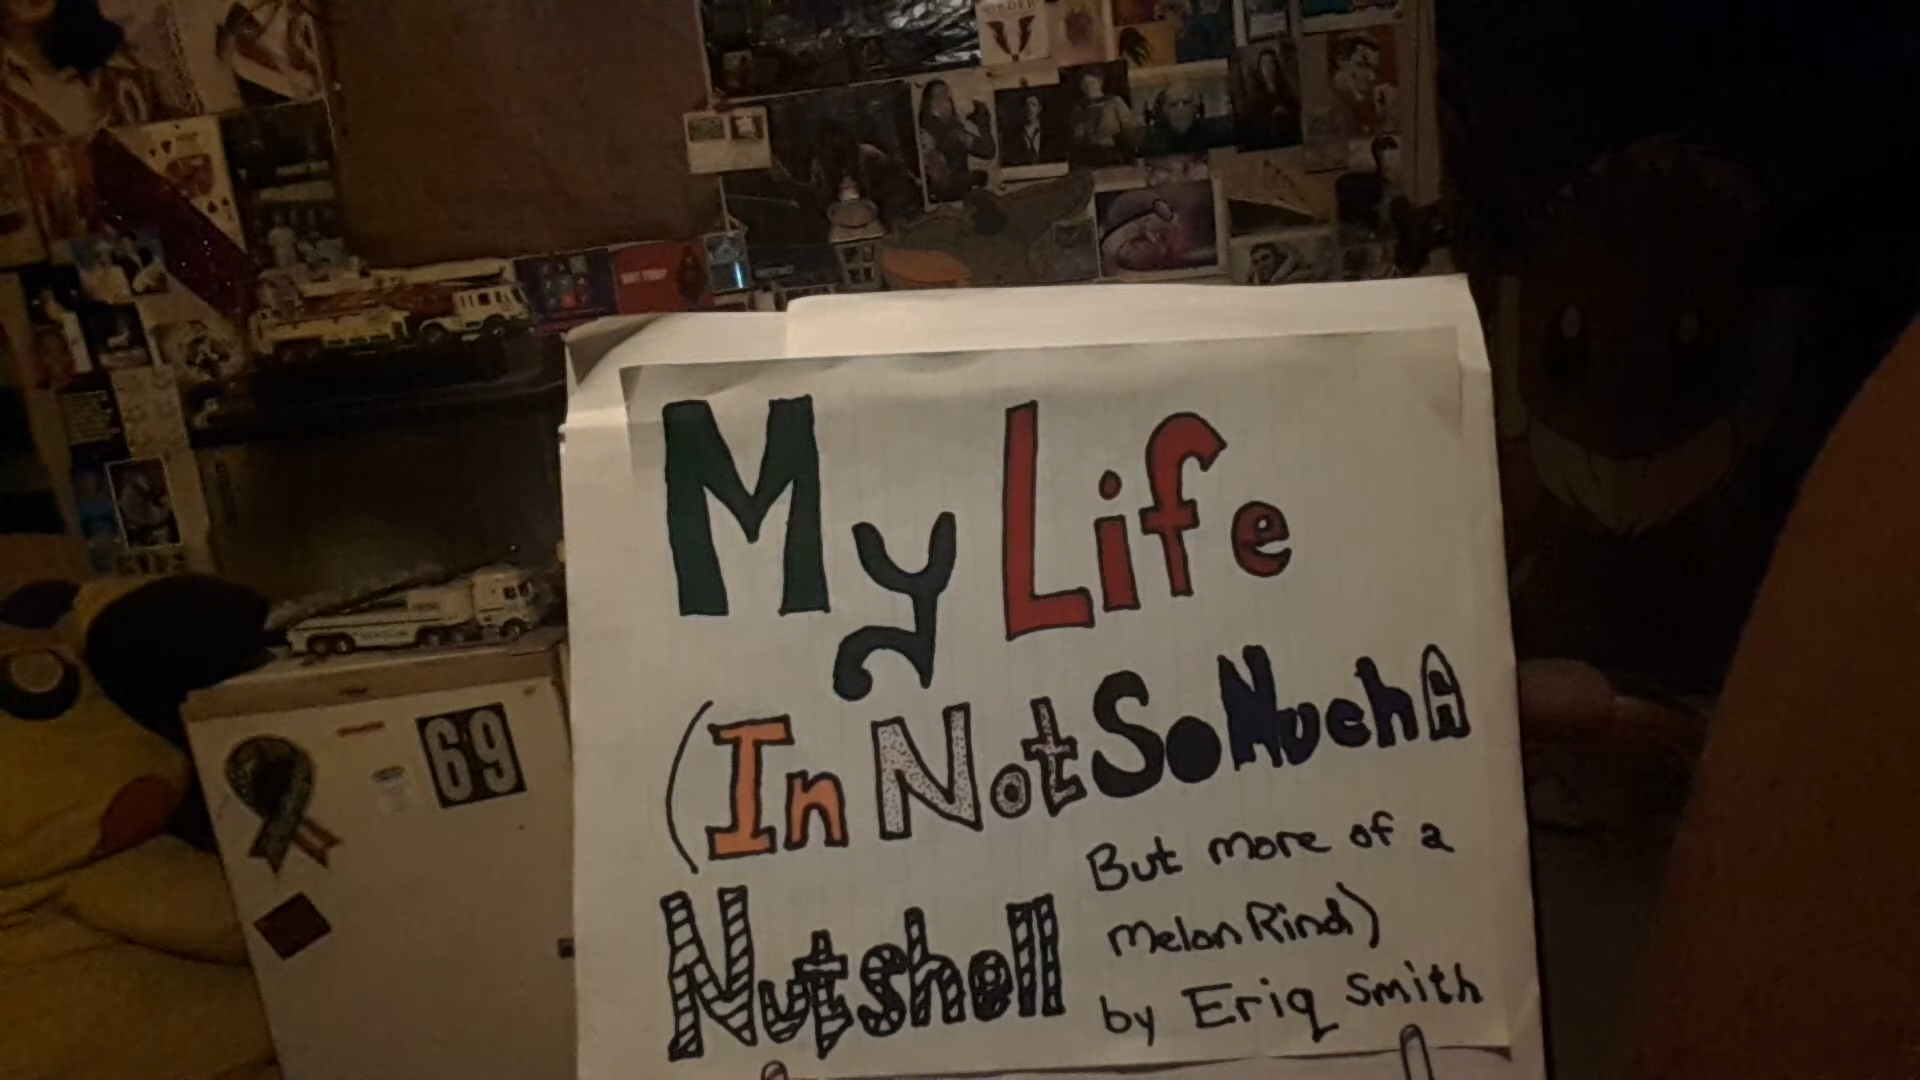 My Life
(In Not So Much A
Nutshell But more of a
Melon Rind)
by Eriq Smith
69